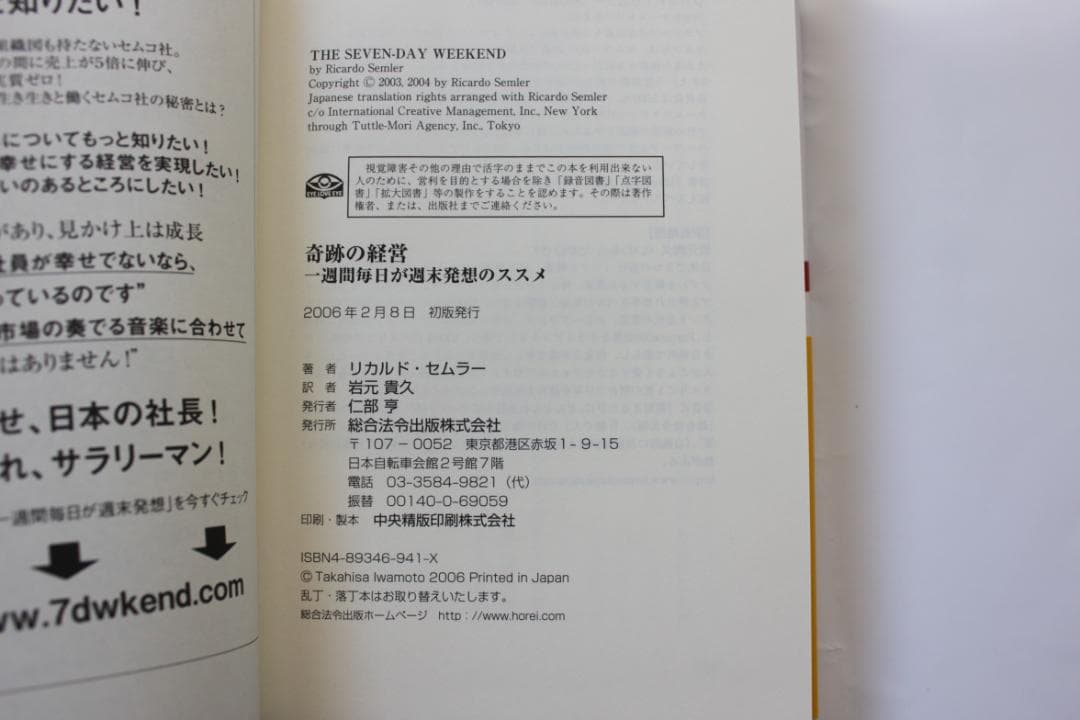 知りたい！
組織図も持たないセムコ社。
の間に売上が5倍に伸び、
実質ゼロ！
生き生きと働くセムコ社の秘密とは？
についてもっと知りたい！
幸せにする経営を実現したい！
いのあるところにしたい！
があり、見かけ上は成長
社員が幸せでないなら、
っているのです”
市場の奏でる音楽に合わせて
はありません！”
せ、日本の社長！
れ、サラリーマン！
一週間毎日が週末発想」を今すぐチェック
ww.7dwkend.com
THE SEVEN-DAY WEEKEND
by Ricardo Semler
Copyright © 2003, 2004 by Ricardo Semler
Japanese translation rights arranged with Ricardo Semler
c/o International Creative Management, Inc., New York
through Tuttle-Mori Agency, Inc., Tokyo
EYE LOVE EYE
視覚障害その他の理由で活字のままでこの本を利用出来ない
人のために、営利を目的とする場合を除き「録音図書」「点字図
書」「拡大図書」等の製作をすることを認めます。その際は著作
権者、または、出版社までご連絡ください。
奇跡の経営
一週間毎日が週末発想のススメ
2006年2月8日　初版発行
著　者　リカルド・セムラー
訳　者　岩元 貴久
発行者　仁部 亨
発行所　総合法令出版株式会社
〒107－0052　東京都港区赤坂1-9-15
日本自転車会館2号館7階
電話　03-3584-9821（代）
振替　00140-0-69059
印刷・製本　中央精版印刷株式会社
ISBN4-89346-941-X
© Takahisa Iwamoto 2006 Printed in Japan
乱丁・落丁本はお取り替えいたします。
総合法令出版ホームページ　http://www.horei.com